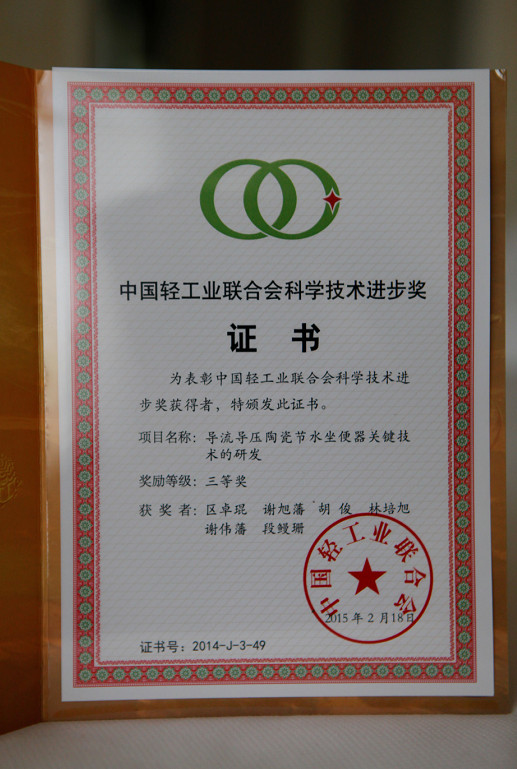 中国轻工业联合会科学技术进步奖
证 书
为表彰中国轻工业联合会科学技术进
步奖获得者，特颁发此证书。
项目名称：导流导压陶瓷节水坐便器关键技
术的研发
奖励等级：三等奖
获 奖 者：区卓琨 谢旭藩 胡 俊 林培旭
谢伟藩 段鳗珊
中国轻工业联合会
2015年2月18日
证书号：2014-J-3-49